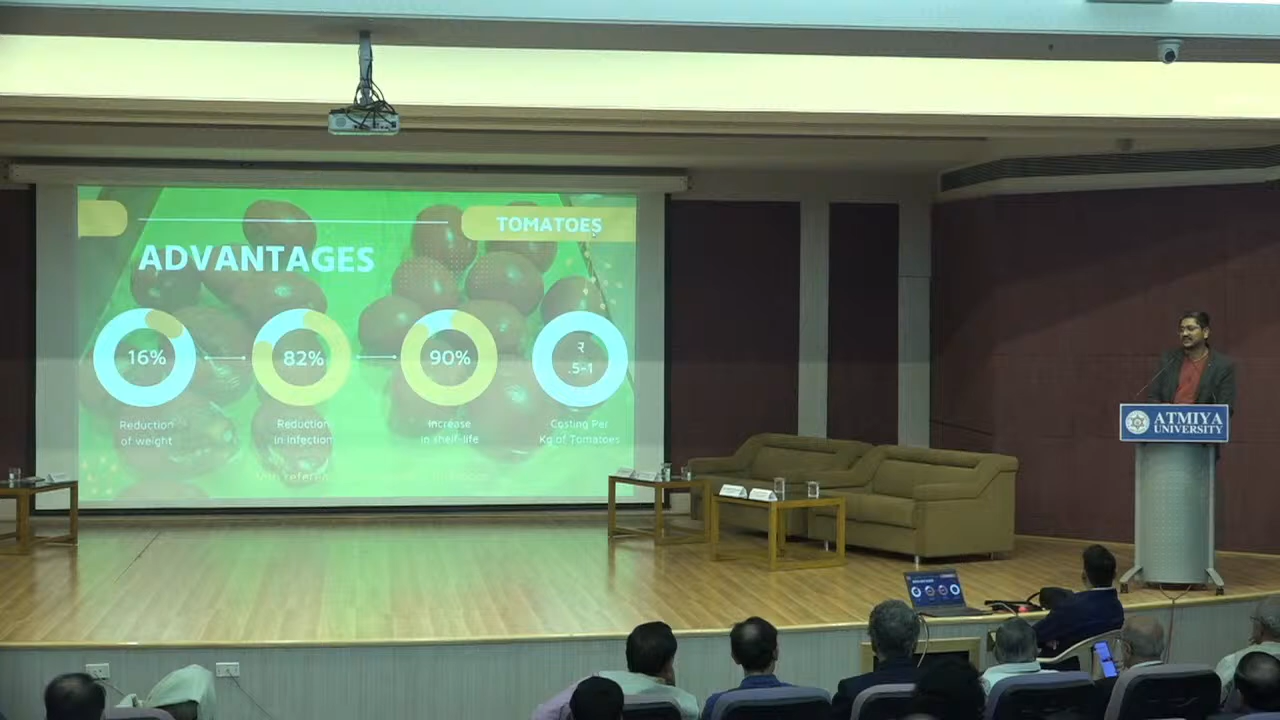 TOMATOES
ADVANTAGES
16%
82%
90%
₹
.5-1
Reduction
of weight
Reduction
in infection
Increase
in shelf-life
Costing Per
Kg of Tomatoes
ATMIYA
UNIVERSITY